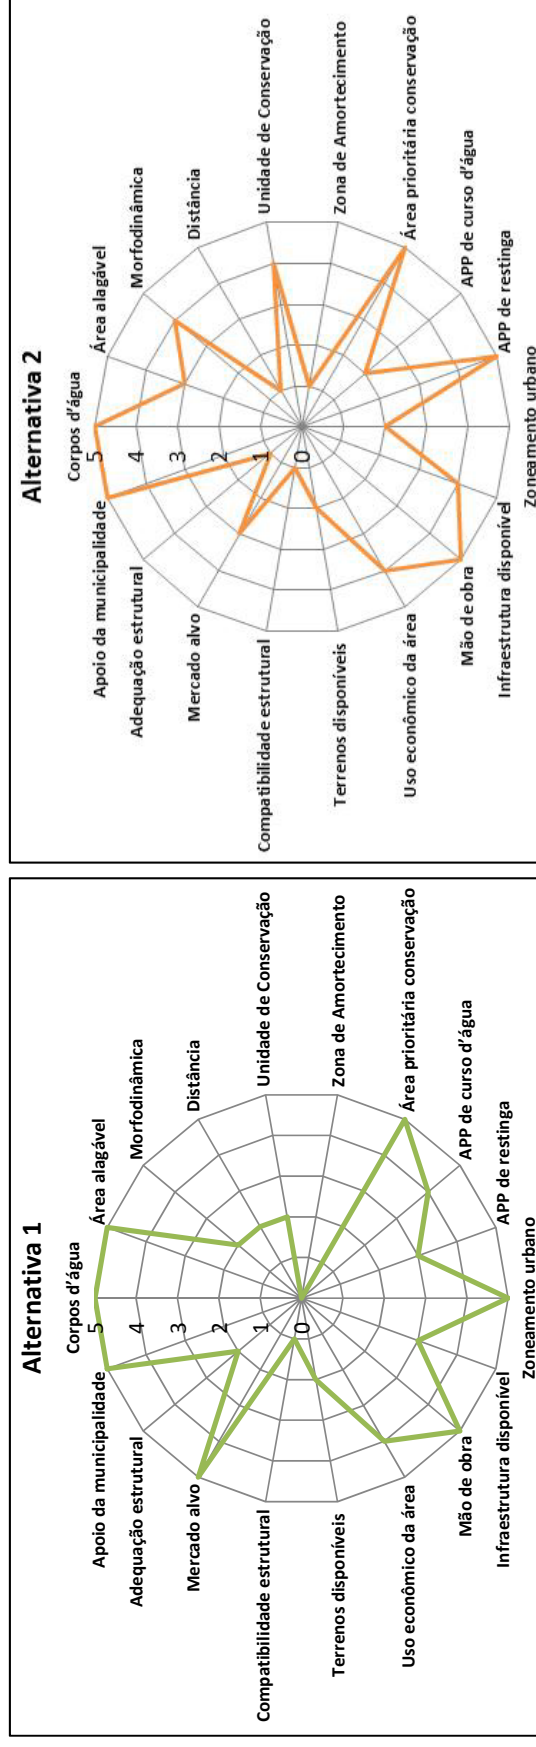 Alternativa 1
Corpos d'água
Área alagável
Morfodinâmica
Distância
Unidade de Conservação
Zona de Amortecimento
Área prioritária conservação
APP de curso d'água
APP de restinga
Zoneamento urbano
Infraestrutura disponível
Mão de obra
Uso econômico da área
Terrenos disponíveis
Compatibilidade estrutural
Mercado alvo
Adequação estrutural
Apoio da municipalidade
5
4
3
2
1
0
Alternativa 2
Corpos d'água
Área alagável
Morfodinâmica
Distância
Unidade de Conservação
Zona de Amortecimento
Área prioritária conservação
APP de curso d'água
APP de restinga
Zoneamento urbano
Infraestrutura disponível
Mão de obra
Uso econômico da área
Terrenos disponíveis
Compatibilidade estrutural
Mercado alvo
Adequação estrutural
Apoio da municipalidade
5
4
3
2
1
0